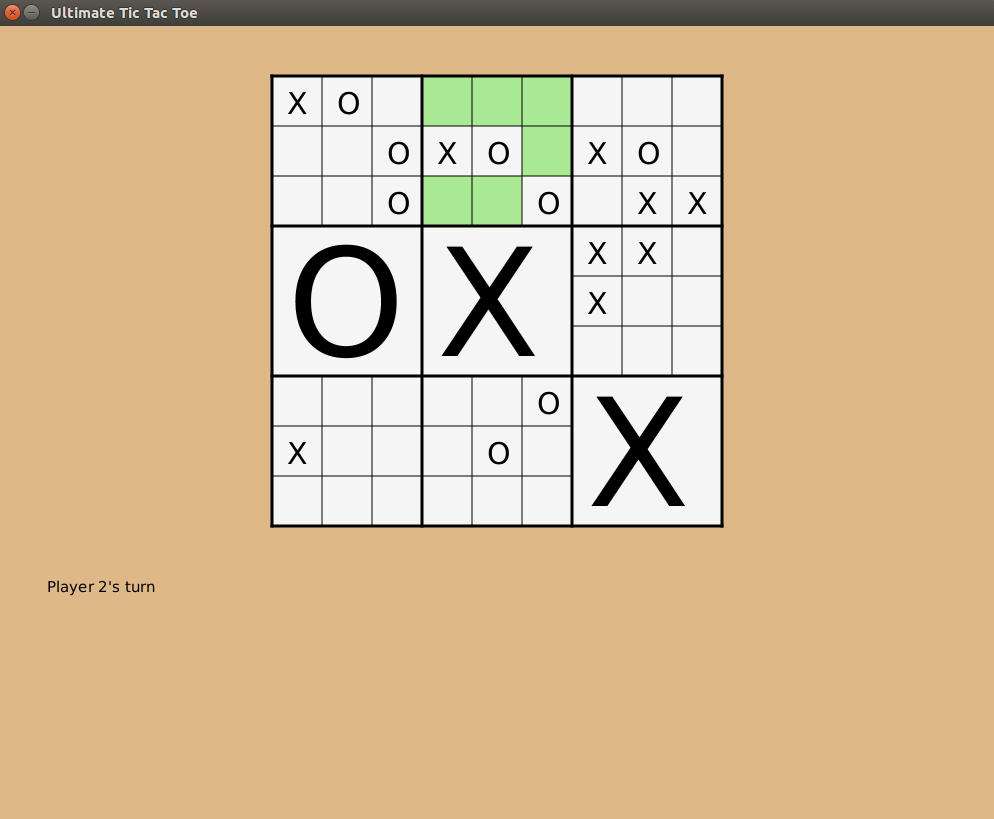 Ultimate Tic Tac Toe
X O
O X O X O
O O X X
O X X X
X
O
X O X
Player 2's turn